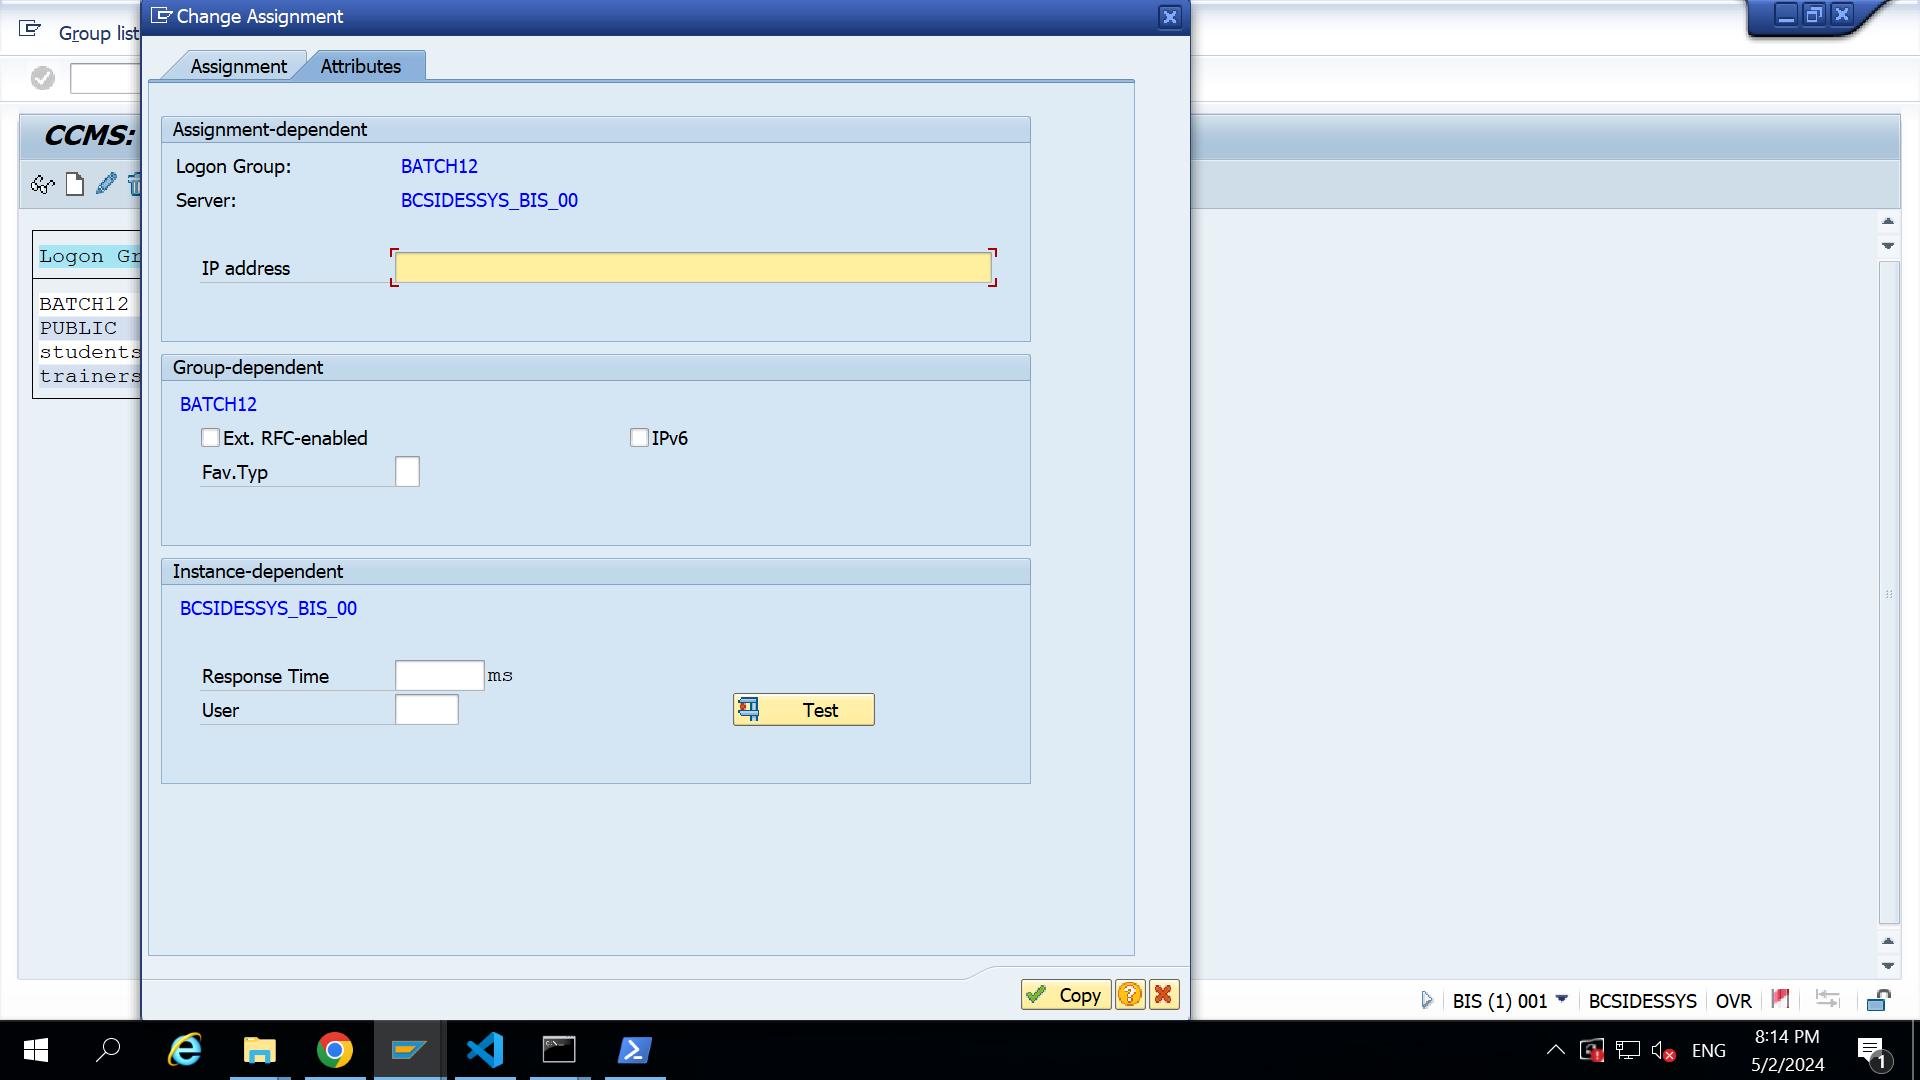 Change Assignment
Group list
Assignment
Attributes
CCMS:
Assignment-dependent
Logon Group: BATCH12
Server: BCSIDESSYS_BIS_00
IP address
Logon Gr
BATCH12
PUBLIC
students
trainers
Group-dependent
BATCH12
Ext. RFC-enabled
IPv6
Fav.Typ
Instance-dependent
BCSIDESSYS_BIS_00
Response Time ms
User
Test
Copy
BIS (1) 001
BCSIDESSYS
OVR
ENG
8:14 PM
5/2/2024
1